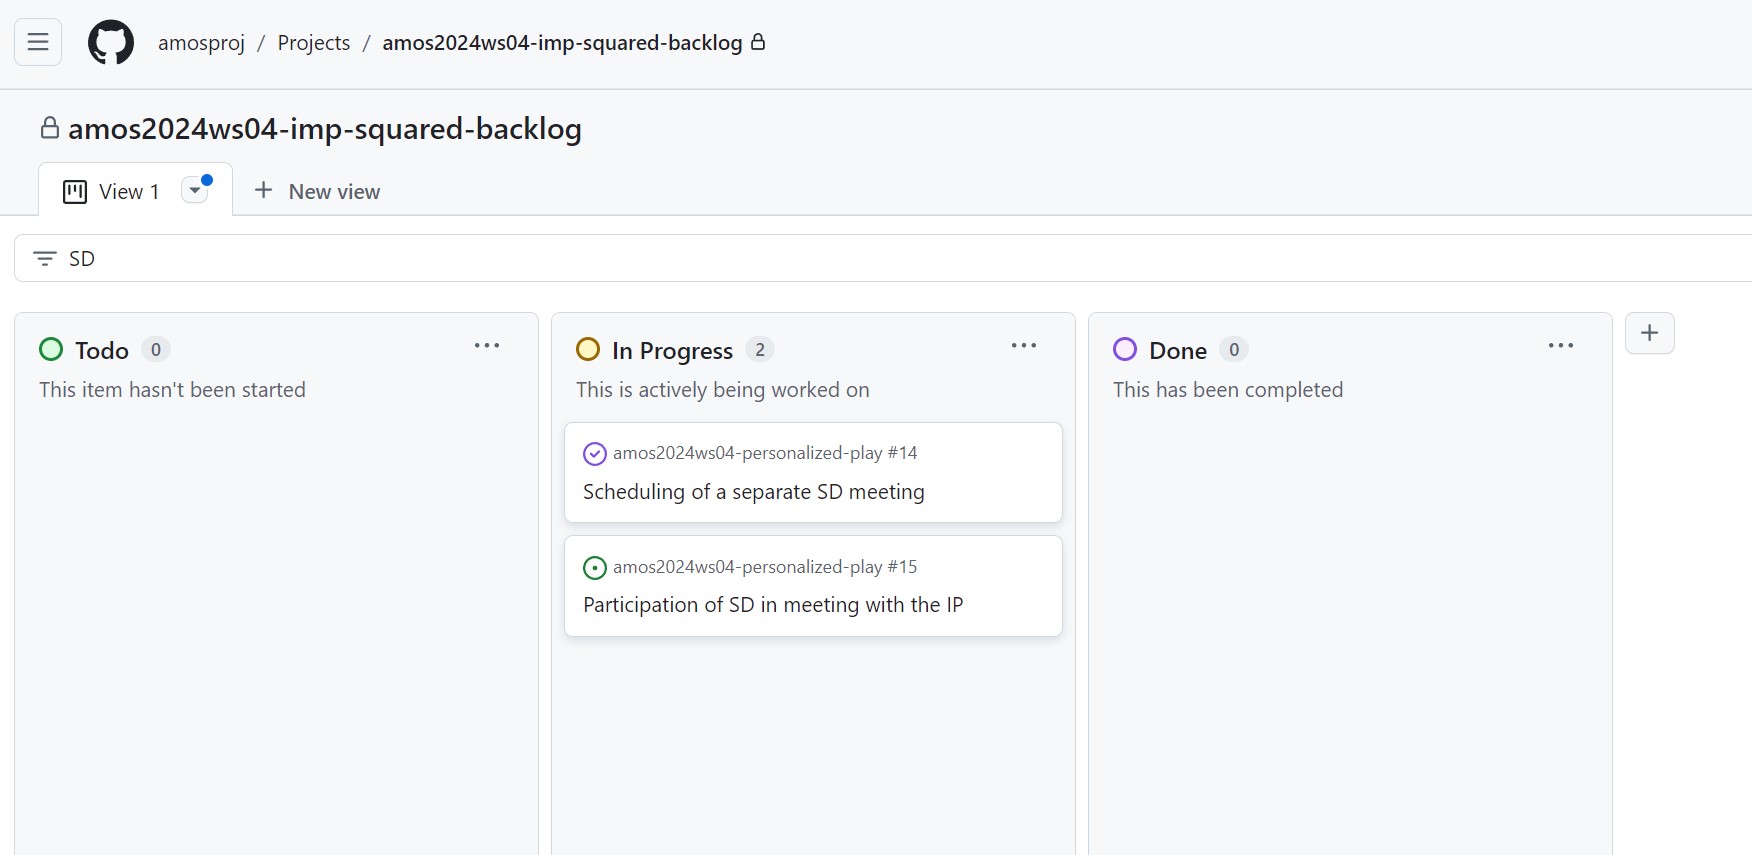 amosproj / Projects / amos2024ws04-imp-squared-backlog
amos2024ws04-imp-squared-backlog
View 1 New view
SD
Todo 0
This item hasn't been started
In Progress 2
This is actively being worked on
amos2024ws04-personalized-play #14
Scheduling of a separate SD meeting
amos2024ws04-personalized-play #15
Participation of SD in meeting with the IP
Done 0
This has been completed